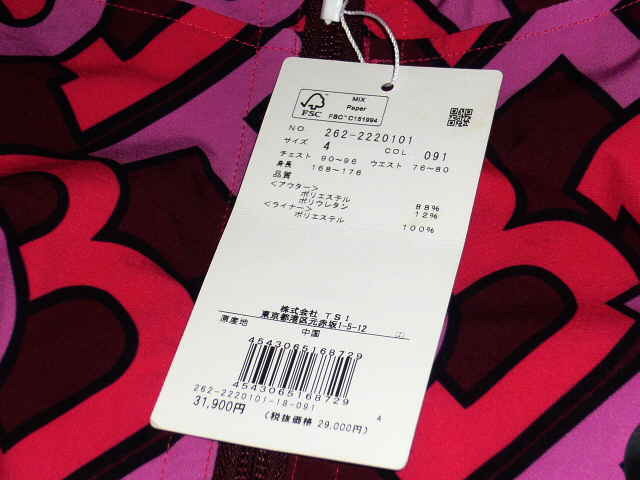 FSC
MIX
Paper
FSC™ C151994
NO 262-2220101
サイズ 4 COL 091
チェスト 90〜96 ウエスト 76〜80
身長 168〜176
品質
<アウター>
ポリエステル 88%
ポリウレタン 12%
<ライナー>
ポリエステル 100%
株式会社 TSI
東京都港区元赤坂1-5-12
原産地 中国
4543065168729
4543065168729
262-2220101-18-091
31,900円 (税抜価格 29,000円) 4